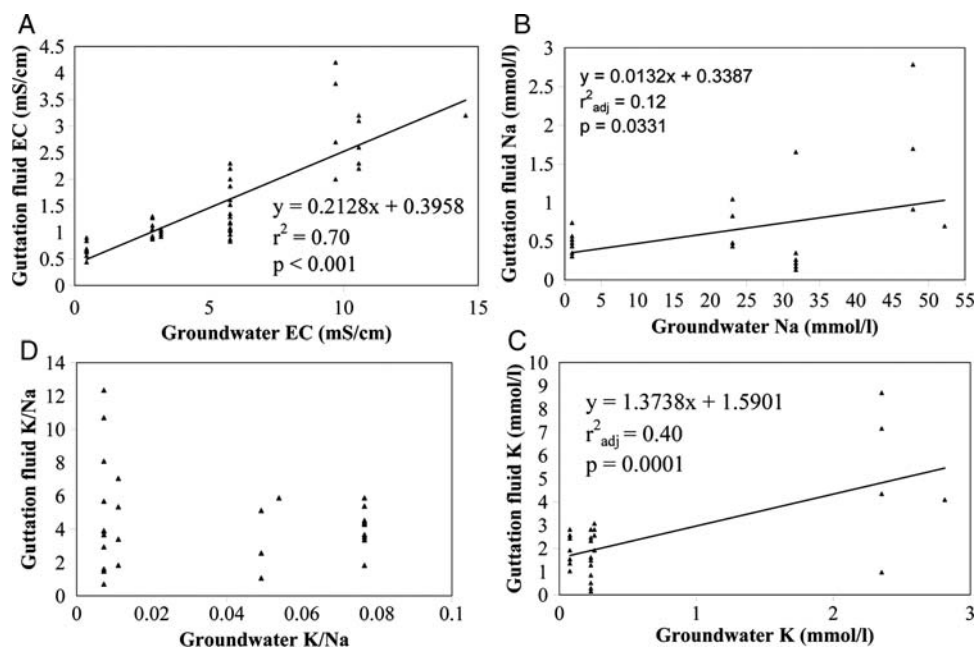 A
Guttation fluid EC (mS/cm)
4.5
4
3.5
3
2.5
2
1.5
1
0.5
0
y = 0.2128x + 0.3958
r² = 0.70
p < 0.001
0 5 10 15
Groundwater EC (mS/cm)
B
Guttation fluid Na (mmol/l)
3
2.5
2
1.5
1
0.5
0
y = 0.0132x + 0.3387
r²adj = 0.12
p = 0.0331
0 5 10 15 20 25 30 35 40 45 50 55
Groundwater Na (mmol/l)
D
Guttation fluid K/Na
14
12
10
8
6
4
2
0
0 0.02 0.04 0.06 0.08 0.1
Groundwater K/Na
C
Guttation fluid K (mmol/l)
10
9
8
7
6
5
4
3
2
1
0
y = 1.3738x + 1.5901
r²adj = 0.40
p = 0.0001
0 1 2 3
Groundwater K (mmol/l)